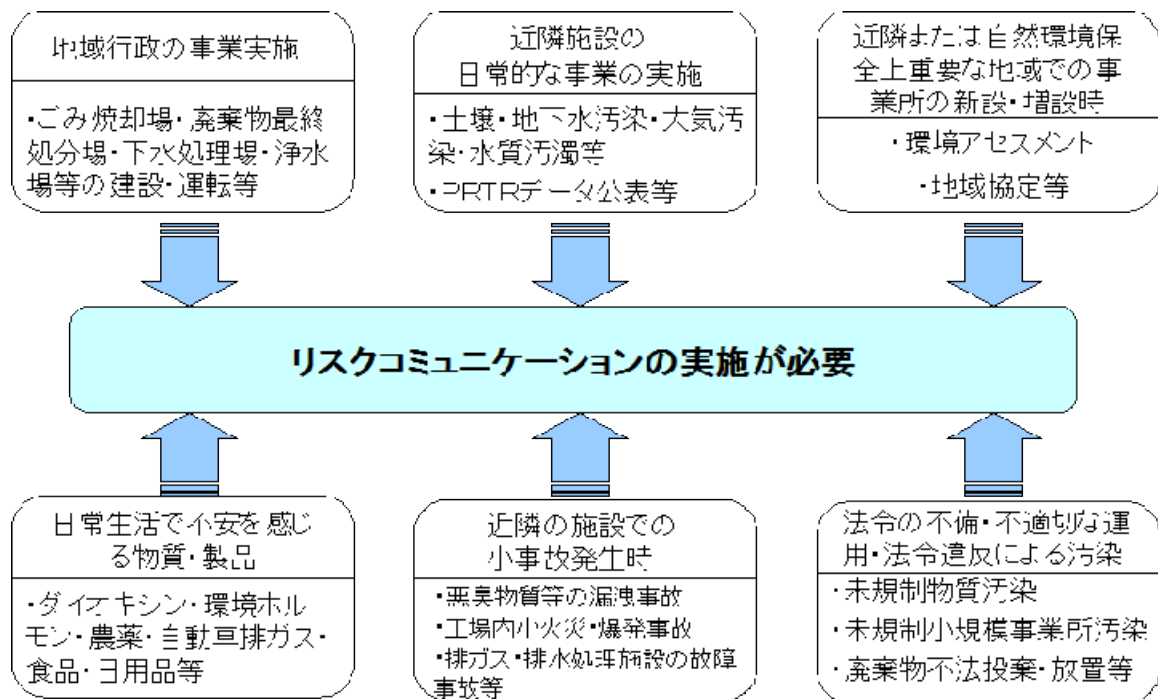 地域行政の事業実施
・ごみ焼却場・廃棄物最終
処分場・下水処理場・浄水
場等の建設・運転等
近隣施設の
日常的な事業の実施
・土壌・地下水汚染・大気汚
染・水質汚濁等
・PRTRデータ公表等
近隣または自然環境保
全上重要な地域での事
業所の新設・増設時
・環境アセスメント
・地域協定等
リスクコミュニケーションの実施が必要
日常生活で不安を感じ
る物質・製品
・ダイオキシン・環境ホル
モン・農薬・自動車排ガス・
食品・日用品等
近隣の施設での
小事故発生時
・悪臭物質等の漏洩事故
・工場内小火災・爆発事故
・排ガス・排水処理施設の故障
事故等
法令の不備・不適切な運
用・法令違反による汚染
・未規制物質汚染
・未規制小規模事業所汚染
・廃棄物不法投棄・放置等